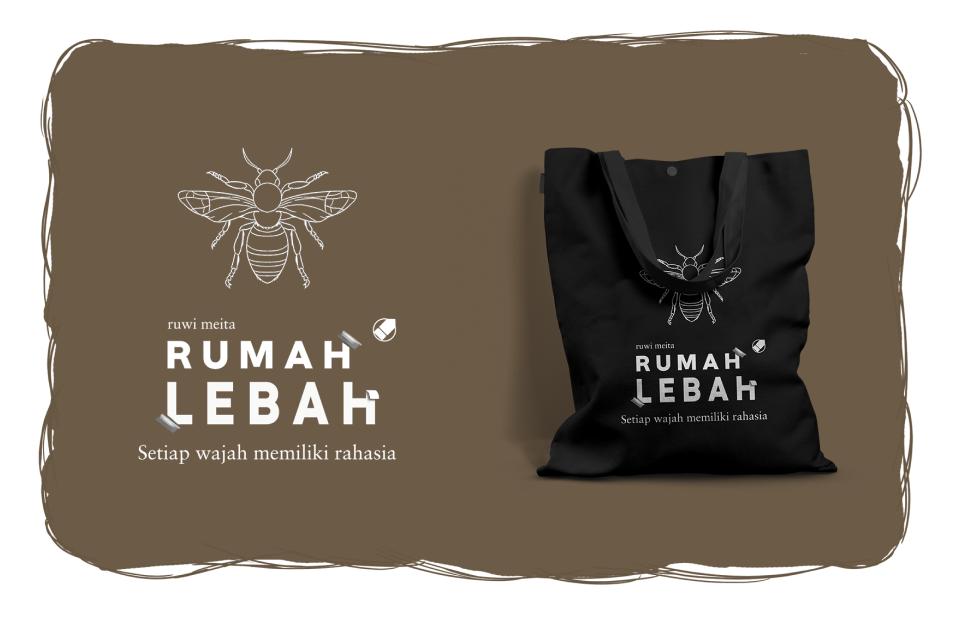 ruwi meita
RUMAH
LEBAH
Setiap wajah memiliki rahasia
ruwi meita
RUMAH
LEBAH
Setiap wajah memiliki rahasia